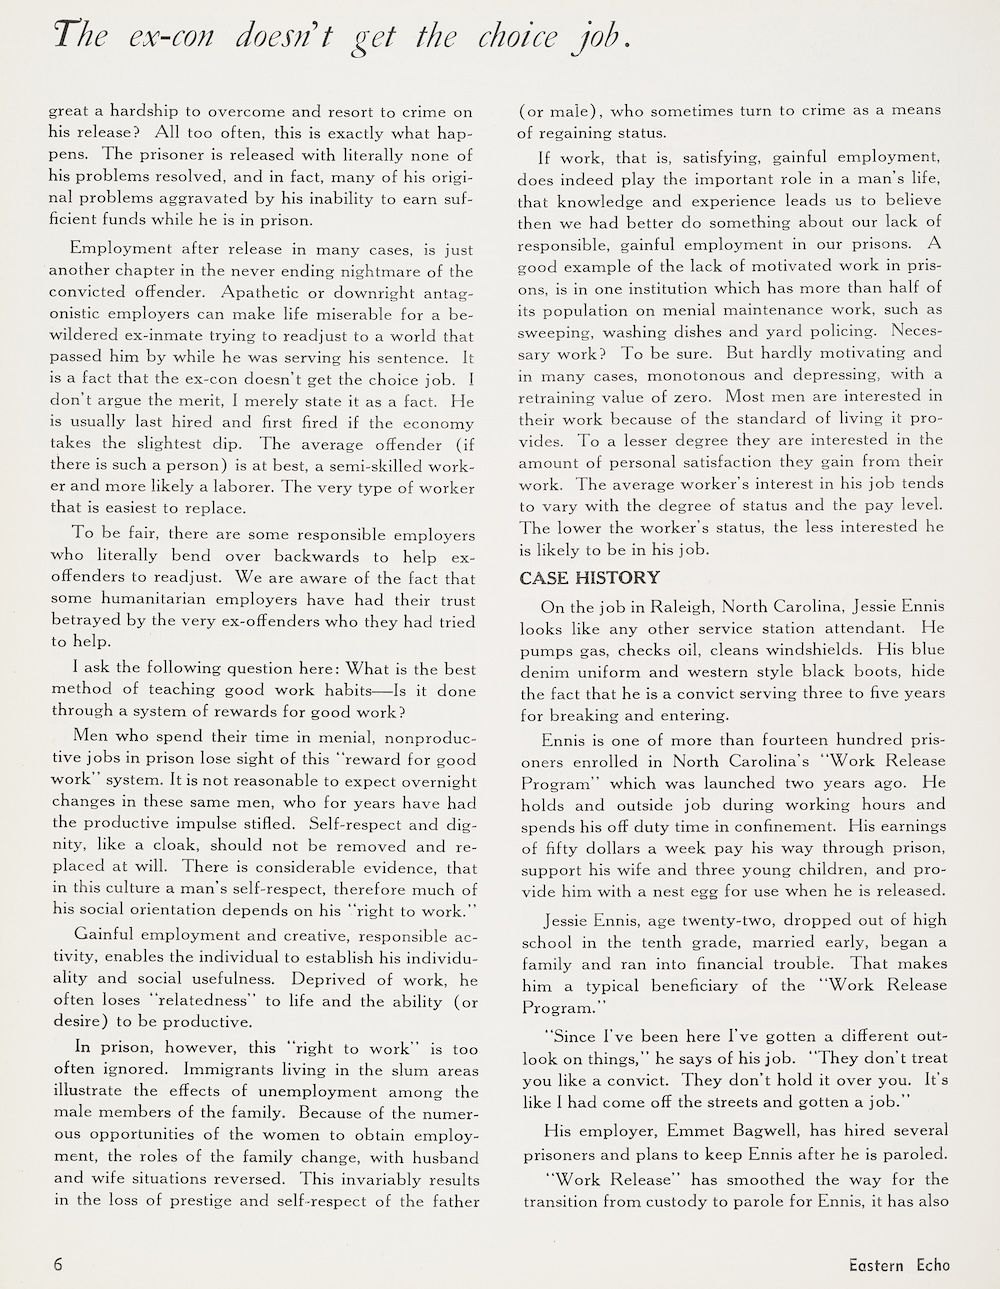 The ex-con doesn't get the choice job.
great a hardship to overcome and resort to crime on
his release? All too often, this is exactly what hap-
pens. The prisoner is released with literally none of
his problems resolved, and in fact, many of his origi-
nal problems aggravated by his inability to earn suf-
ficient funds while he is in prison.
Employment after release in many cases, is just
another chapter in the never ending nightmare of the
convicted offender. Apathetic or downright antag-
onistic employers can make life miserable for a be-
wildered ex-inmate trying to readjust to a world that
passed him by while he was serving his sentence. It
is a fact that the ex-con doesn't get the choice job. I
don't argue the merit, I merely state it as a fact. He
is usually last hired and first fired if the economy
takes the slightest dip. The average offender (if
there is such a person) is at best, a semi-skilled work-
er and more likely a laborer. The very type of worker
that is easiest to replace.
To be fair, there are some responsible employers
who literally bend over backwards to help ex-
offenders to readjust. We are aware of the fact that
some humanitarian employers have had their trust
betrayed by the very ex-offenders who they had tried
to help.
I ask the following question here: What is the best
method of teaching good work habits—Is it done
through a system of rewards for good work?
Men who spend their time in menial, nonproduc-
tive jobs in prison lose sight of this "reward for good
work" system. It is not reasonable to expect overnight
changes in these same men, who for years have had
the productive impulse stifled. Self-respect and dig-
nity, like a cloak, should not be removed and re-
placed at will. There is considerable evidence, that
in this culture a man's self-respect, therefore much of
his social orientation depends on his "right to work."
Gainful employment and creative, responsible ac-
tivity, enables the individual to establish his individu-
ality and social usefulness. Deprived of work, he
often loses "relatedness" to life and the ability (or
desire) to be productive.
In prison, however, this "right to work" is too
often ignored. Immigrants living in the slum areas
illustrate the effects of unemployment among the
male members of the family. Because of the numer-
ous opportunities of the women to obtain employ-
ment, the roles of the family change, with husband
and wife situations reversed. This invariably results
in the loss of prestige and self-respect of the father
(or male), who sometimes turn to crime as a means
of regaining status.
If work, that is, satisfying, gainful employment,
does indeed play the important role in a man's life,
that knowledge and experience leads us to believe
then we had better do something about our lack of
responsible, gainful employment in our prisons. A
good example of the lack of motivated work in pris-
ons, is in one institution which has more than half of
its population on menial maintenance work, such as
sweeping, washing dishes and yard policing. Neces-
sary work? To be sure. But hardly motivating and
in many cases, monotonous and depressing, with a
retraining value of zero. Most men are interested in
their work because of the standard of living it pro-
vides. To a lesser degree they are interested in the
amount of personal satisfaction they gain from their
work. The average worker's interest in his job tends
to vary with the degree of status and the pay level.
The lower the worker's status, the less interested he
is likely to be in his job.
CASE HISTORY
On the job in Raleigh, North Carolina, Jessie Ennis
looks like any other service station attendant. He
pumps gas, checks oil, cleans windshields. His blue
denim uniform and western style black boots, hide
the fact that he is a convict serving three to five years
for breaking and entering.
Ennis is one of more than fourteen hundred pris-
oners enrolled in North Carolina's "Work Release
Program" which was launched two years ago. He
holds and outside job during working hours and
spends his off duty time in confinement. His earnings
of fifty dollars a week pay his way through prison,
support his wife and three young children, and pro-
vide him with a nest egg for use when he is released.
Jessie Ennis, age twenty-two, dropped out of high
school in the tenth grade, married early, began a
family and ran into financial trouble. That makes
him a typical beneficiary of the "Work Release
Program."
"Since I've been here I've gotten a different out-
look on things," he says of his job. "They don't treat
you like a convict. They don't hold it over you. It's
like I had come off the streets and gotten a job."
His employer, Emmet Bagwell, has hired several
prisoners and plans to keep Ennis after he is paroled.
"Work Release" has smoothed the way for the
transition from custody to parole for Ennis, it has also
6
Eastern Echo